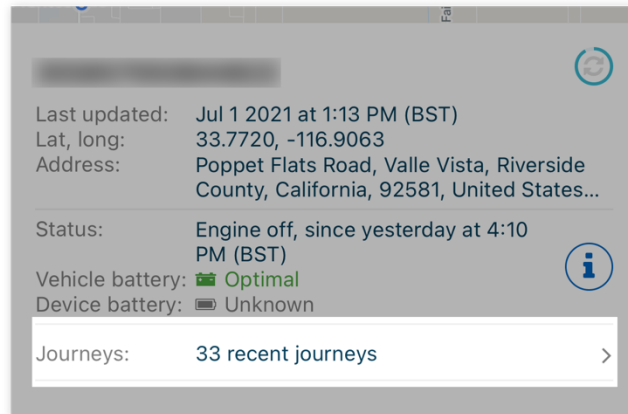 Fai
Last updated: Jul 1 2021 at 1:13 PM (BST)
Lat, long: 33.7720, -116.9063
Address: Poppet Flats Road, Valle Vista, Riverside
County, California, 92581, United States...
Status: Engine off, since yesterday at 4:10
PM (BST)
Vehicle battery: Optimal
Device battery: Unknown
Journeys: 33 recent journeys